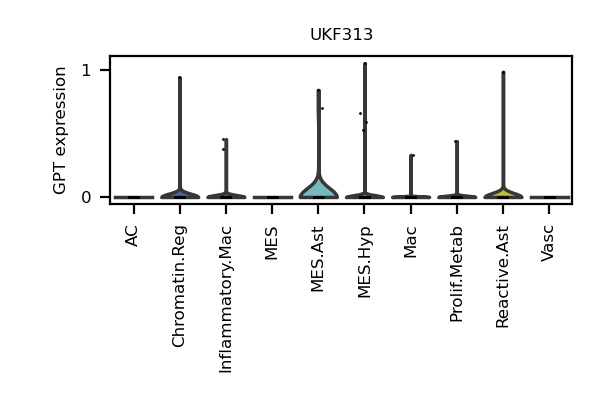 UKF313
GPT expression
1
0
AC
Chromatin.Reg
Inflammatory.Mac
MES
MES.Ast
MES.Hyp
Mac
Prolif.Metab
Reactive.Ast
Vasc